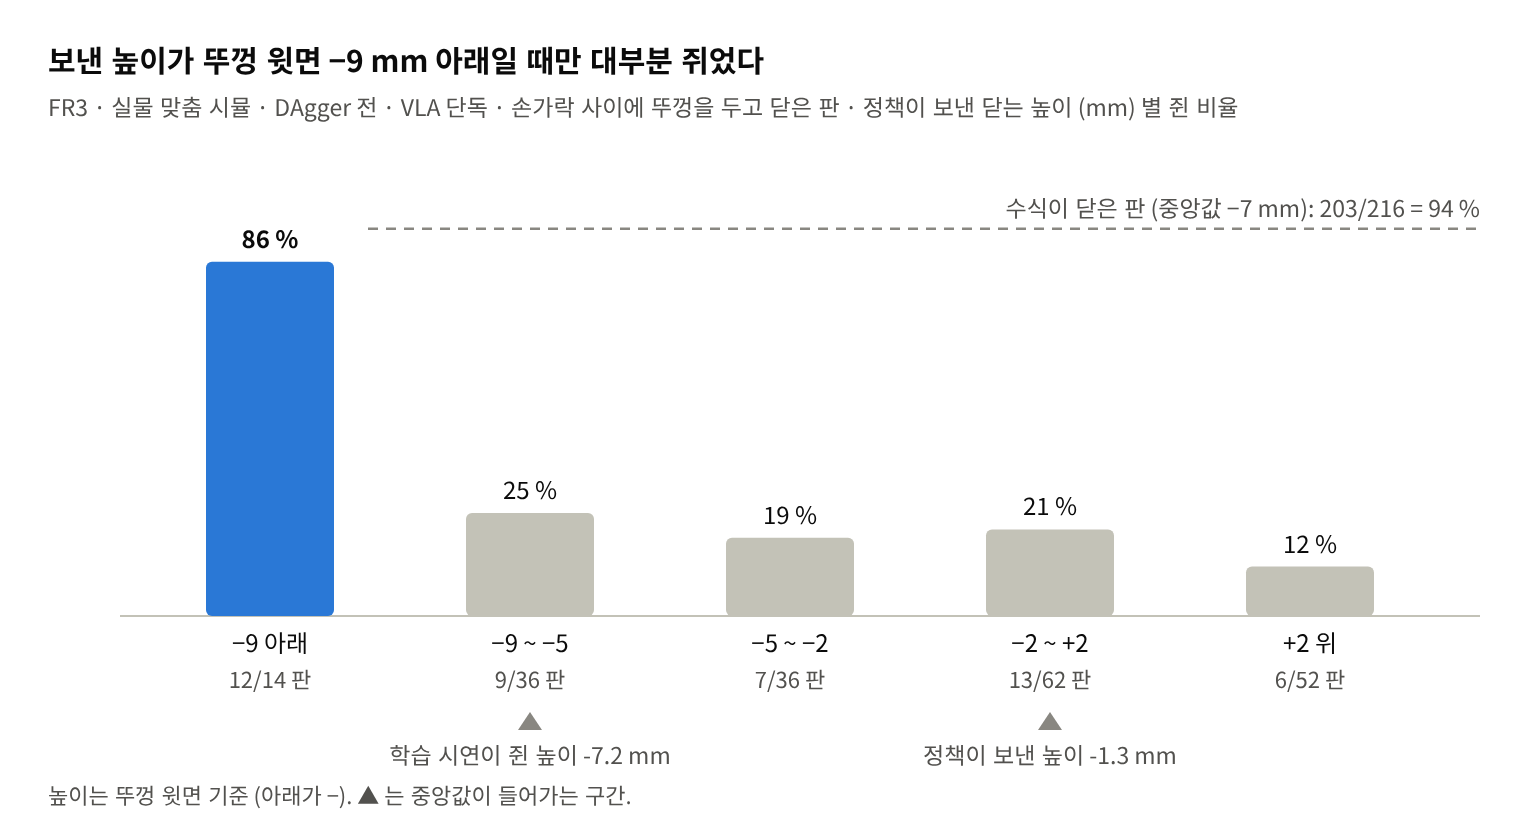 보낸 높이가 뚜껑 윗면 −9 mm 아래일 때만 대부분 쥐었다
FR3 · 실물 맞춤 시뮬 · DAgger 전 · VLA 단독 · 손가락 사이에 뚜껑을 두고 닫은 판 · 정책이 보낸 닫는 높이 (mm) 별 쥔 비율
수식이 닫은 판 (중앙값 −7 mm): 203/216 = 94 %
86 %
25 %
19 %
21 %
12 %
−9 아래
−9 ~ −5
−5 ~ −2
−2 ~ +2
+2 위
12/14 판
9/36 판
7/36 판
13/62 판
6/52 판
▲
▲
학습 시연이 쥔 높이 -7.2 mm
정책이 보낸 높이 -1.3 mm
높이는 뚜껑 윗면 기준 (아래가 −). ▲ 는 중앙값이 들어가는 구간.